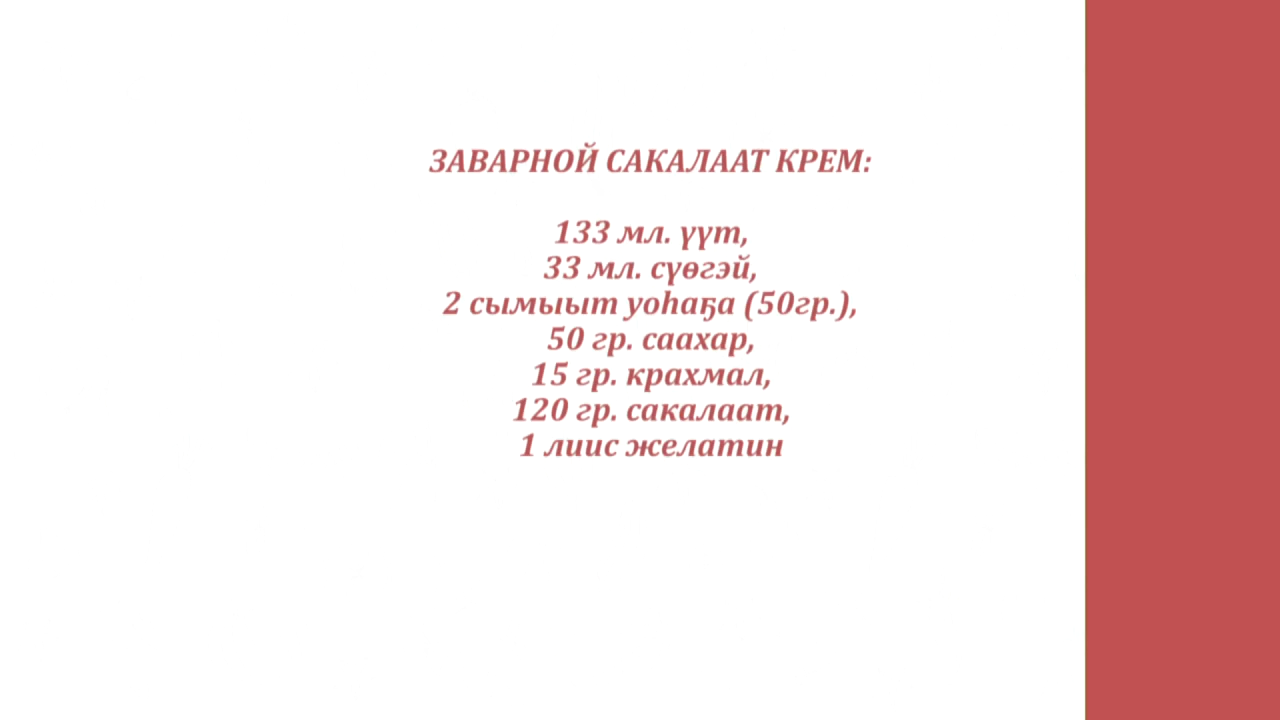 ЗАВАРНОЙ САКАЛААТ КРЕМ:
133 мл. үүт,
33 мл. сүөгэй,
2 сымыыт уоһаҕа (50гр.),
50 гр. саахар,
15 гр. крахмал,
120 гр. сакалаат,
1 лиис желатин